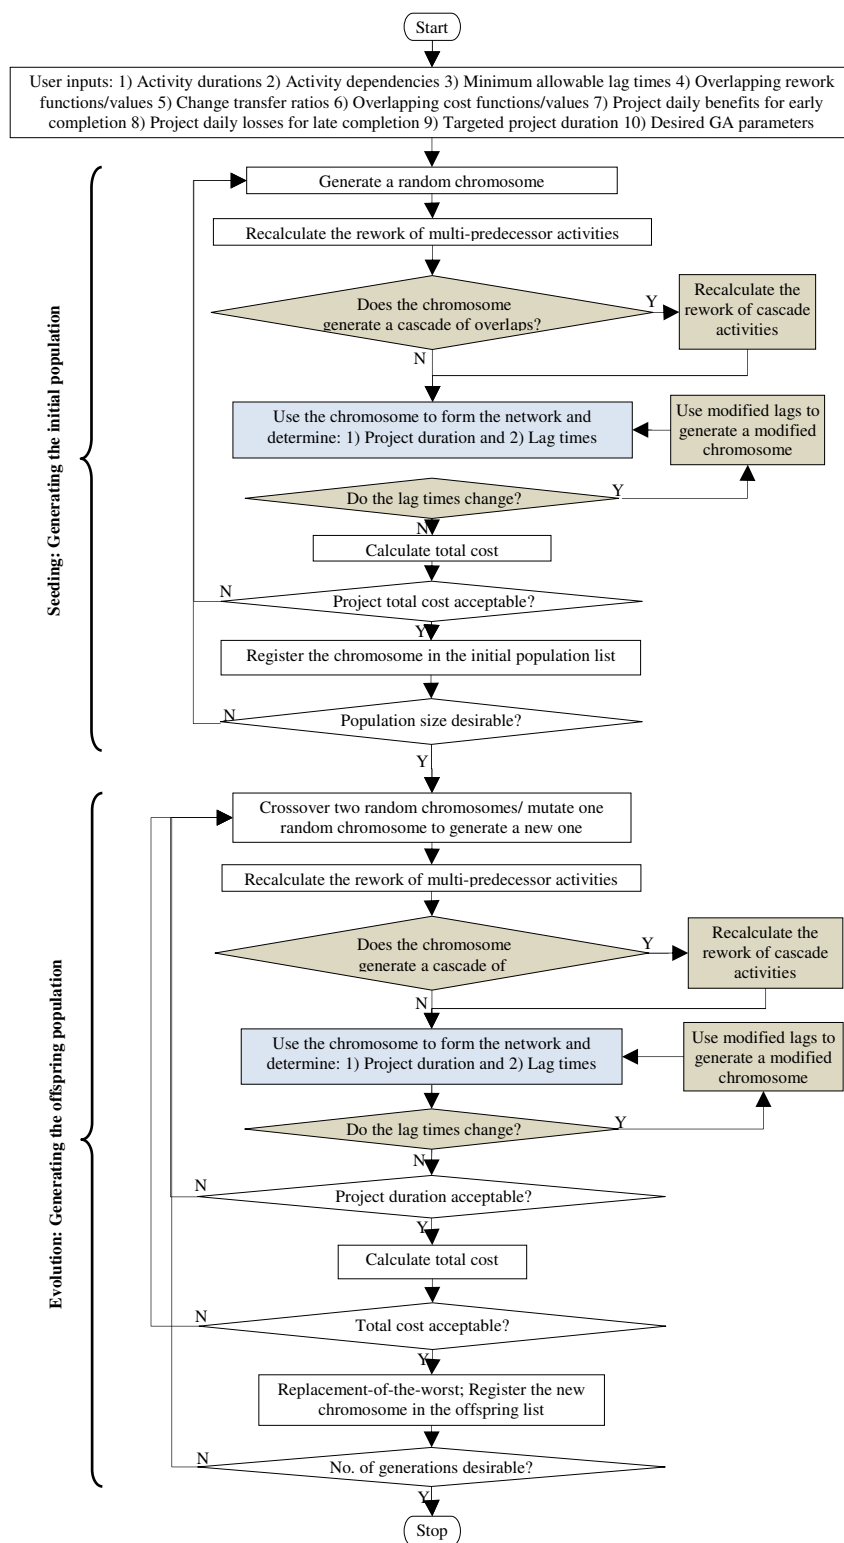 Start
User inputs: 1) Activity durations 2) Activity dependencies 3) Minimum allowable lag times 4) Overlapping rework
functions/values 5) Change transfer ratios 6) Overlapping cost functions/values 7) Project daily benefits for early
completion 8) Project daily losses for late completion 9) Targeted project duration 10) Desired GA parameters
Seeding: Generating the initial population
Generate a random chromosome
Recalculate the rework of multi-predecessor activities
Does the chromosome
generate a cascade of overlaps?
Y
Recalculate the
rework of cascade
activities
N
Use the chromosome to form the network and
determine: 1) Project duration and 2) Lag times
Use modified lags to
generate a modified
chromosome
Do the lag times change?
Y
N
Calculate total cost
N
Project total cost acceptable?
Y
Register the chromosome in the initial population list
N
Population size desirable?
Y
Evolution: Generating the offspring population
Crossover two random chromosomes/ mutate one
random chromosome to generate a new one
Recalculate the rework of multi-predecessor activities
Does the chromosome
generate a cascade of
Y
Recalculate the
rework of cascade
activities
N
Use the chromosome to form the network and
determine: 1) Project duration and 2) Lag times
Use modified lags to
generate a modified
chromosome
Do the lag times change?
Y
N
N
Project duration acceptable?
Y
Calculate total cost
N
Total cost acceptable?
Y
Replacement-of-the-worst; Register the new
chromosome in the offspring list
N
No. of generations desirable?
Y
Stop